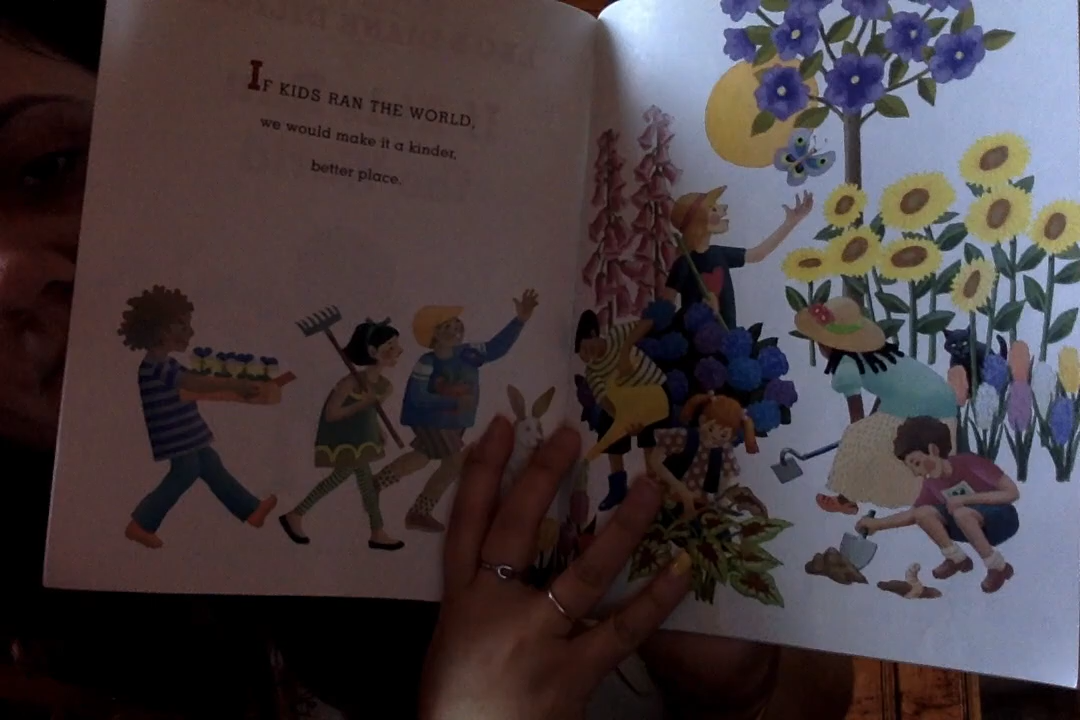 IF KIDS RAN THE WORLD,
we would make it a kinder,
better place.